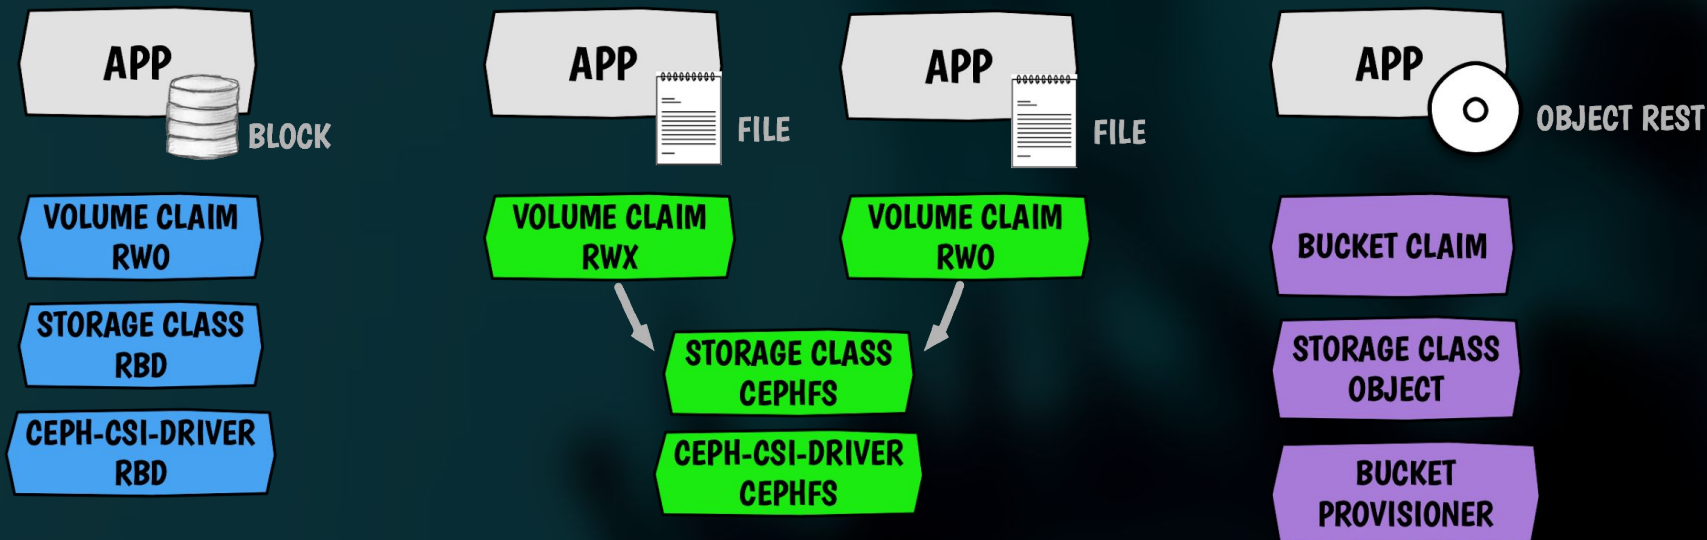 APP
BLOCK
VOLUME CLAIM
RWO
STORAGE CLASS
RBD
CEPH-CSI-DRIVER
RBD
APP
FILE
VOLUME CLAIM
RWX
APP
FILE
VOLUME CLAIM
RWO
STORAGE CLASS
CEPHFS
CEPH-CSI-DRIVER
CEPHFS
APP
OBJECT REST
BUCKET CLAIM
STORAGE CLASS
OBJECT
BUCKET
PROVISIONER